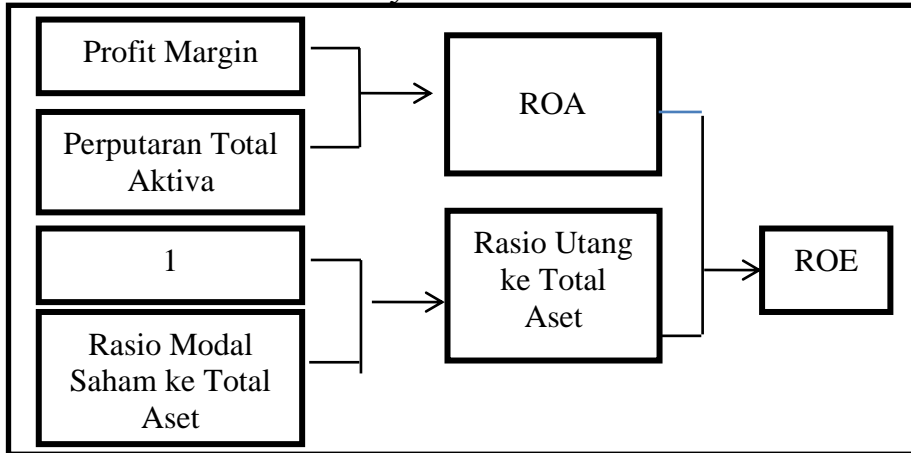 Profit Margin
Perputaran Total
Aktiva
1
Rasio Modal
Saham ke Total
Aset
ROA
Rasio Utang
ke Total
Aset
ROE